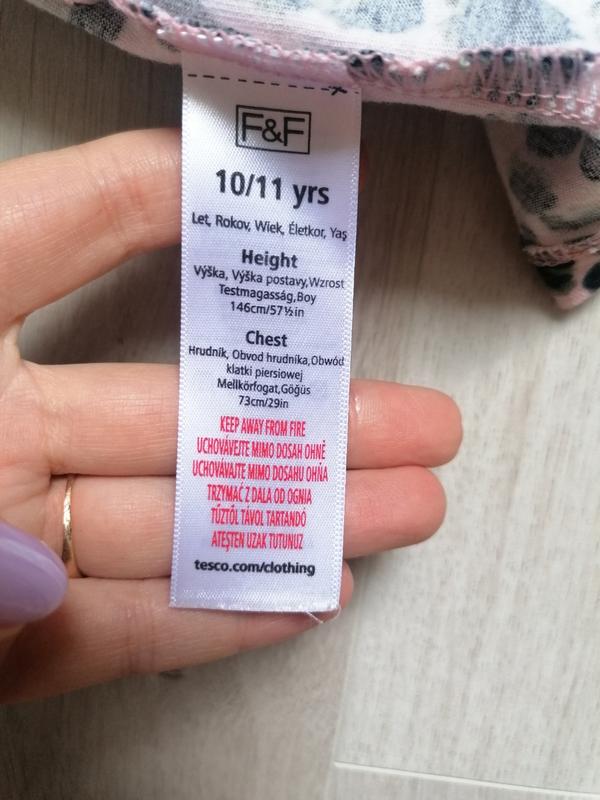 F&F
10/11 yrs
Let, Rokov, Wiek, Életkor, Yaş
Height
Výška, Výška postavy,Wzrost
Testmagasság,Boy
146cm/57½in
Chest
Hrudník, Obvod hrudníka,Obwód
klatki piersiowej
Mellkörfogat,Göğüs
73cm/29in
KEEP AWAY FROM FIRE
UCHOVÁVEJTE MIMO DOSAH OHNĚ
UCHOVÁVAJTE MIMO DOSAHU OHŇA
TRZYMAĆ Z DALA OD OGNIA
TŰZTŐL TÁVOL TARTANDÓ
ATEŞTEN UZAK TUTUNUZ
tesco.com/clothing